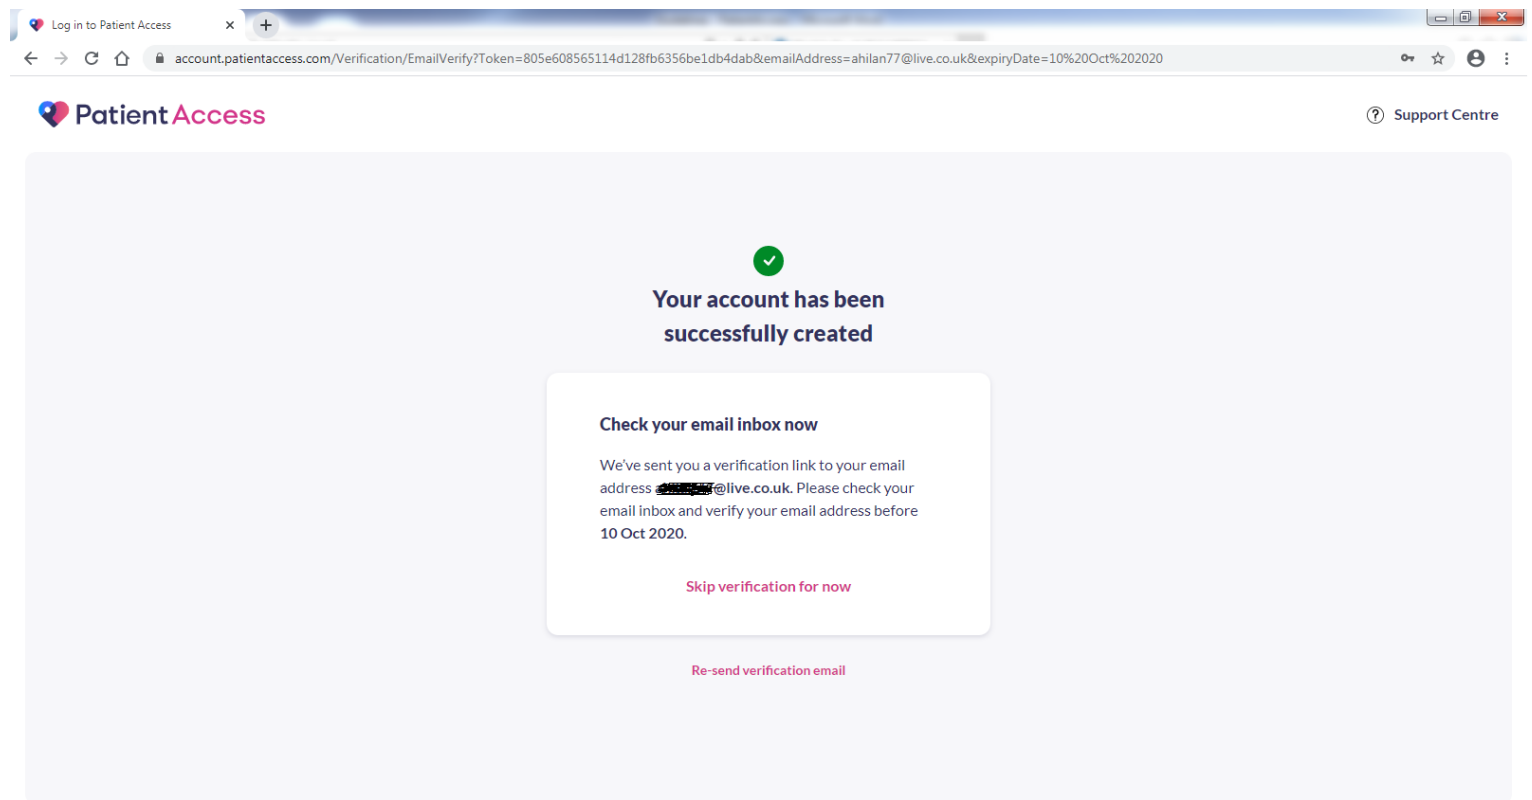 Log in to Patient Access
account.patientaccess.com/Verification/EmailVerify?Token=805e608565114d128fb6356be1db4dab&emailAddress=ahilan77@live.co.uk&expiryDate=10%20Oct%202020
Patient Access
Support Centre
Your account has been
successfully created
Check your email inbox now
We've sent you a verification link to your email
address @live.co.uk. Please check your
email inbox and verify your email address before
10 Oct 2020.
Skip verification for now
Re-send verification email